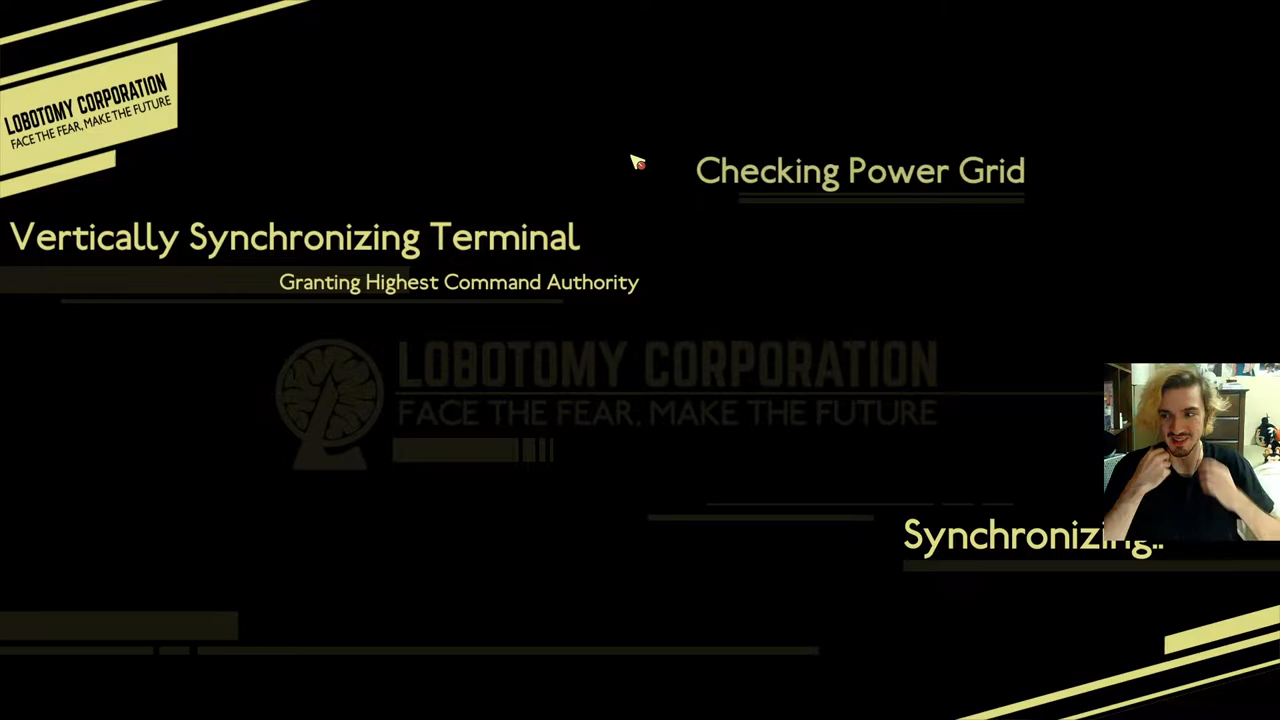 LOBOTOMY CORPORATION
FACE THE FEAR, MAKE THE FUTURE
Checking Power Grid
Vertically Synchronizing Terminal
Granting Highest Command Authority
LOBOTOMY CORPORATION
FACE THE FEAR, MAKE THE FUTURE
Synchronizing..